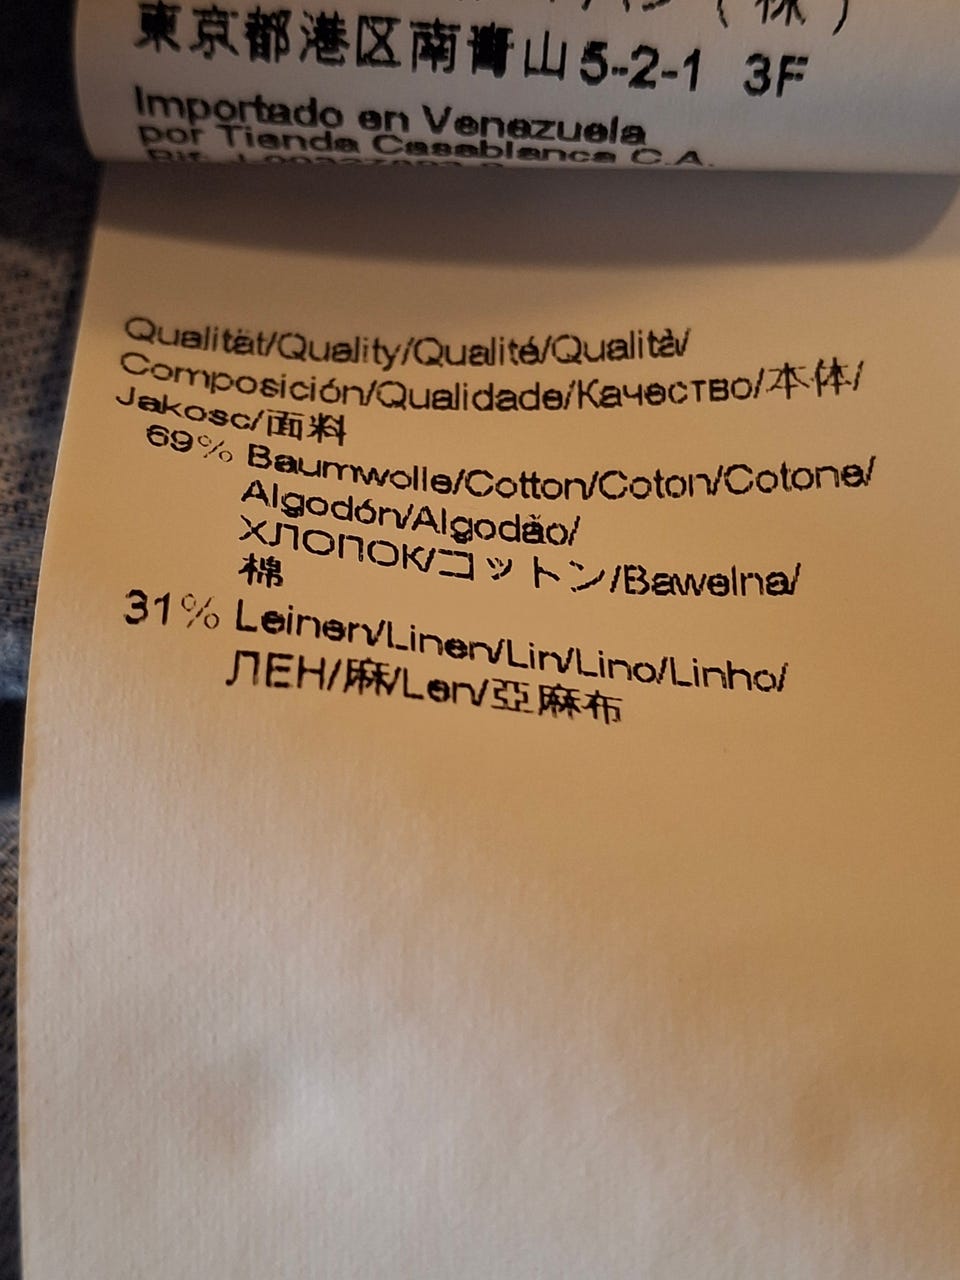 (株)
東京都港区南青山5-2-1 3F
Importado en Venezuela
por Tienda Casablanca C.A.
Qualität/Quality/Qualité/Qualità/
Composición/Qualidade/Качество/本体/
Jakosc/面料
69% Baumwolle/Cotton/Coton/Cotone/
Algodón/Algodão/
ХЛОПОК/コットン/Bawelna/
棉
31% Leinen/Linen/Lin/Lino/Linho/
ЛЕН/麻/Len/亞麻布